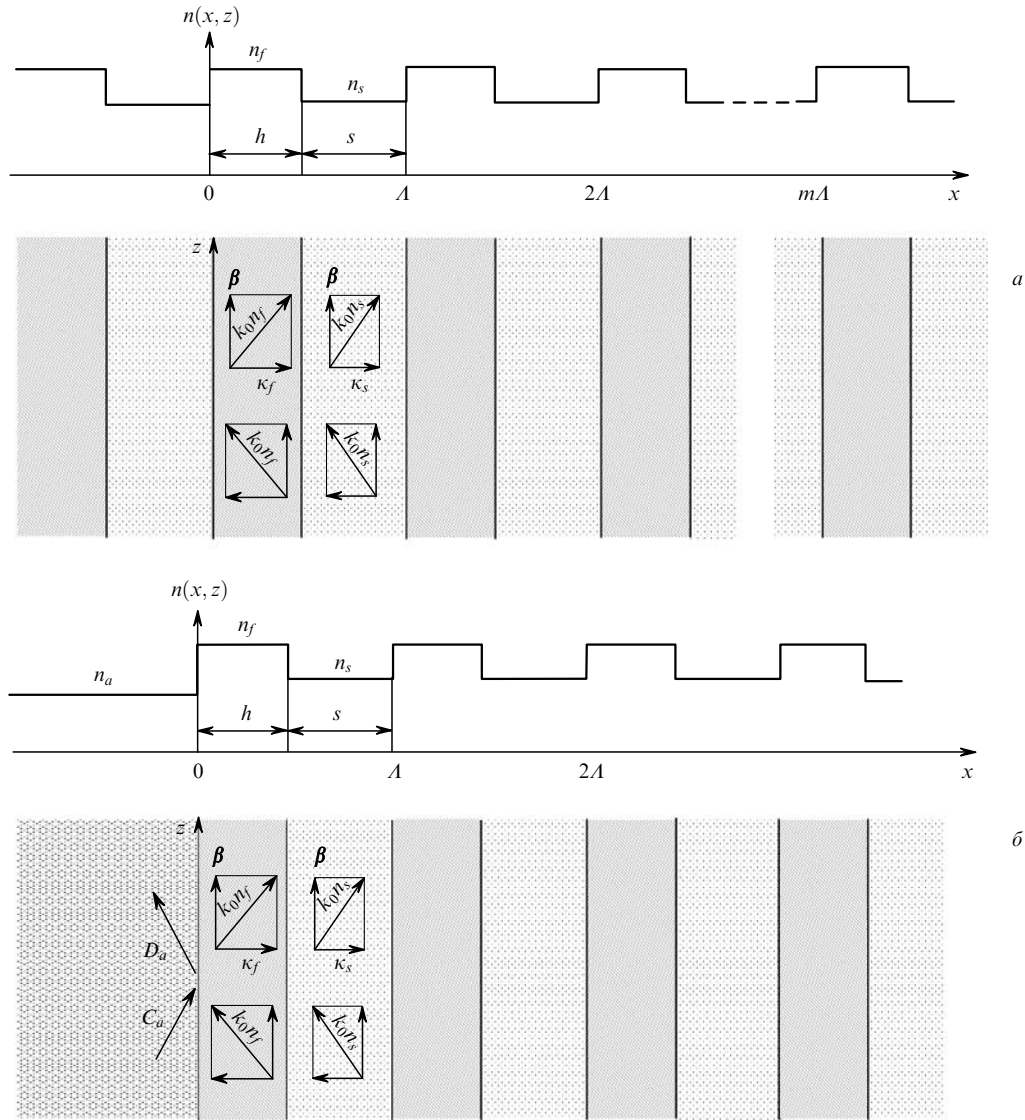 n(x, z)
n_f
n_s
h
s
0
Λ
2Λ
mΛ
x
z
β
β
k₀n_f
k₀n_s
κ_f
κ_s
k₀n_f
k₀n_s
а
n(x, z)
n_f
n_a
n_s
h
s
0
Λ
2Λ
x
z
β
β
k₀n_f
k₀n_s
D_a
κ_f
κ_s
C_a
k₀n_f
k₀n_s
б